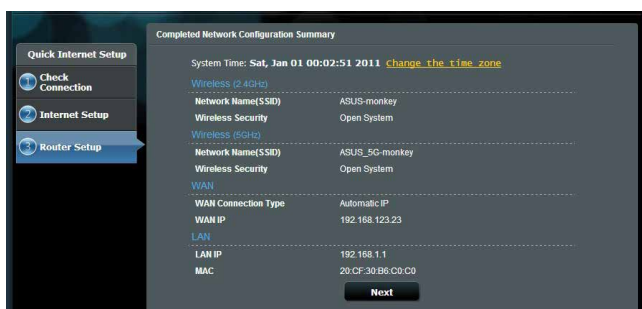 Completed Network Configuration Summary
Quick Internet Setup
1 Check Connection
2 Internet Setup
3 Router Setup
System Time: Sat, Jan 01 00:02:51 2011 Change the time zone
Wireless (2.4GHz)
Network Name(SSID) ASUS-monkey
Wireless Security Open System
Wireless (5GHz)
Network Name(SSID) ASUS_5G-monkey
Wireless Security Open System
WAN
WAN Connection Type Automatic IP
WAN IP 192.168.123.23
LAN
LAN IP 192.168.1.1
MAC 20:CF:30:B6:C0:C0
Next